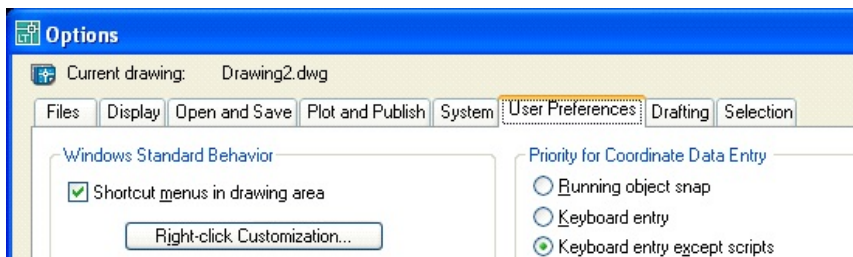 LT Options
Current drawing: Drawing2.dwg
Files Display Open and Save Plot and Publish System User Preferences Drafting Selection
Windows Standard Behavior
Priority for Coordinate Data Entry
Shortcut menus in drawing area
Running object snap
Right-click Customization...
Keyboard entry
Keyboard entry except scripts